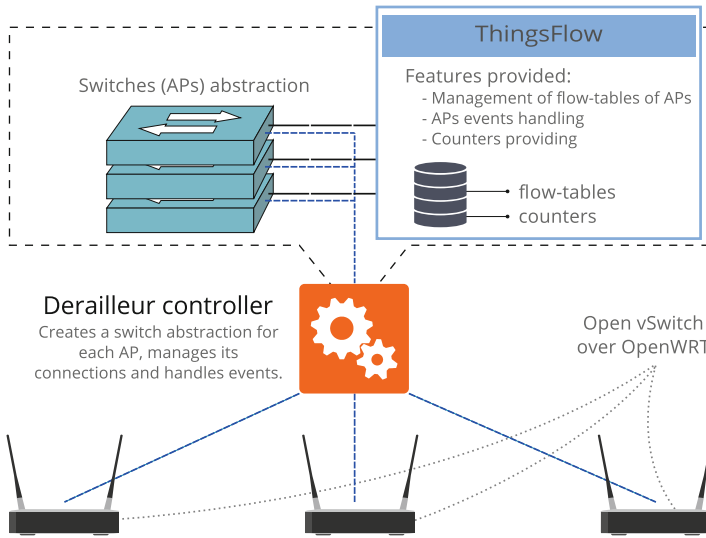 ThingsFlow
Switches (APs) abstraction
Features provided:
- Management of flow-tables of APs
- APs events handling
- Counters providing
flow-tables
counters
Derailleur controller
Creates a switch abstraction for
each AP, manages its
connections and handles events.
Open vSwitch
over OpenWRT